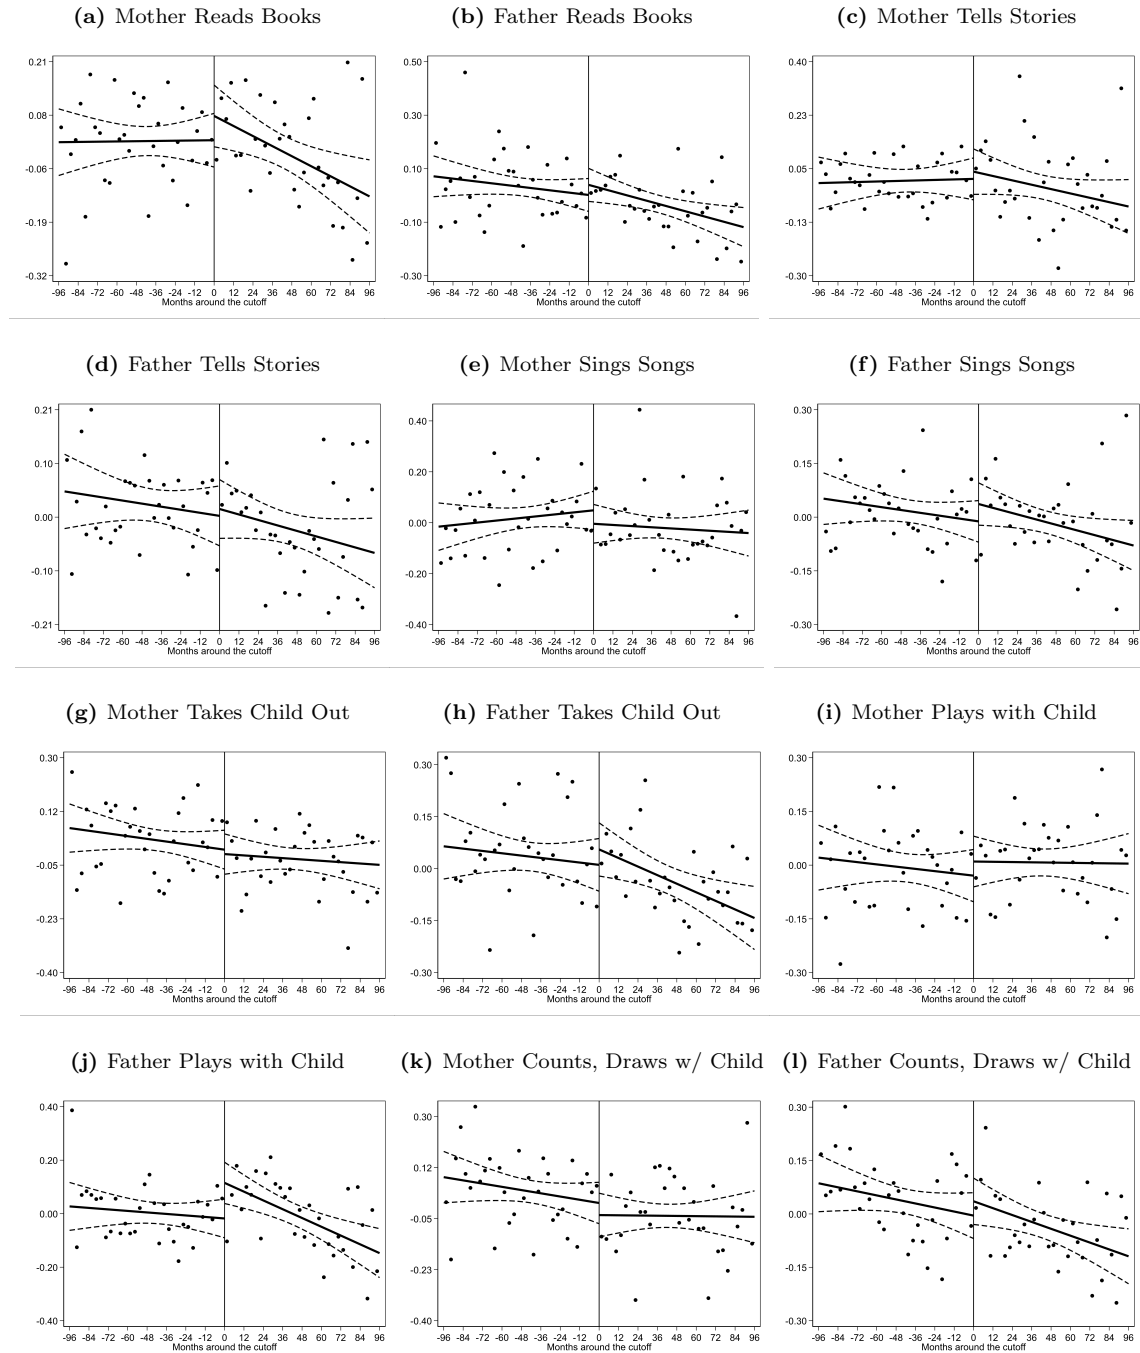 (a) Mother Reads Books
(b) Father Reads Books
(c) Mother Tells Stories
0.21
0.08
-0.06
-0.19
-0.32
-96 -84 -72 -60 -48 -36 -24 -12 0 12 24 36 48 60 72 84 96
Months around the cutoff
0.50
0.30
0.10
-0.10
-0.30
-96 -84 -72 -60 -48 -36 -24 -12 0 12 24 36 48 60 72 84 96
Months around the cutoff
0.40
0.23
0.05
-0.13
-0.30
-96 -84 -72 -60 -48 -36 -24 -12 0 12 24 36 48 60 72 84 96
Months around the cutoff
(d) Father Tells Stories
(e) Mother Sings Songs
(f) Father Sings Songs
0.21
0.10
0.00
-0.10
-0.21
-96 -84 -72 -60 -48 -36 -24 -12 0 12 24 36 48 60 72 84 96
Months around the cutoff
0.40
0.20
0.00
-0.20
-0.40
-96 -84 -72 -60 -48 -36 -24 -12 0 12 24 36 48 60 72 84 96
Months around the cutoff
0.30
0.15
0.00
-0.15
-0.30
-96 -84 -72 -60 -48 -36 -24 -12 0 12 24 36 48 60 72 84 96
Months around the cutoff
(g) Mother Takes Child Out
(h) Father Takes Child Out
(i) Mother Plays with Child
0.30
0.12
-0.05
-0.23
-0.40
-96 -84 -72 -60 -48 -36 -24 -12 0 12 24 36 48 60 72 84 96
Months around the cutoff
0.30
0.15
0.00
-0.15
-0.30
-96 -84 -72 -60 -48 -36 -24 -12 0 12 24 36 48 60 72 84 96
Months around the cutoff
0.30
0.15
0.00
-0.15
-0.30
-96 -84 -72 -60 -48 -36 -24 -12 0 12 24 36 48 60 72 84 96
Months around the cutoff
(j) Father Plays with Child
(k) Mother Counts, Draws w/ Child
(l) Father Counts, Draws w/ Child
0.40
0.20
0.00
-0.20
-0.40
-96 -84 -72 -60 -48 -36 -24 -12 0 12 24 36 48 60 72 84 96
Months around the cutoff
0.30
0.12
-0.05
-0.23
-0.40
-96 -84 -72 -60 -48 -36 -24 -12 0 12 24 36 48 60 72 84 96
Months around the cutoff
0.30
0.15
0.00
-0.15
-0.30
-96 -84 -72 -60 -48 -36 -24 -12 0 12 24 36 48 60 72 84 96
Months around the cutoff